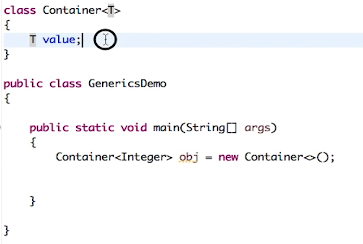 class Container<T>
{
T value;
}
public class GenericsDemo
{
public static void main(String[] args)
{
Container<Integer> obj = new Container<>();
}
}